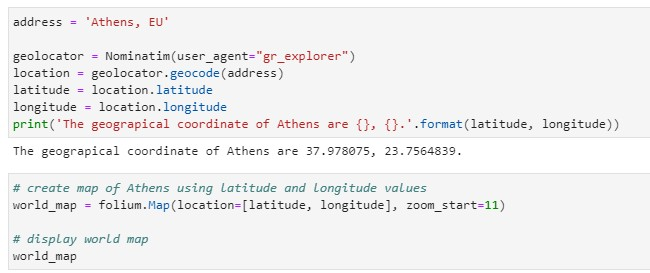 address = 'Athens, EU'
geolocator = Nominatim(user_agent="gr_explorer")
location = geolocator.geocode(address)
latitude = location.latitude
longitude = location.longitude
print('The geograpical coordinate of Athens are {}, {}.'.format(latitude, longitude))
The geograpical coordinate of Athens are 37.978075, 23.7564839.
# create map of Athens using latitude and longitude values
world_map = folium.Map(location=[latitude, longitude], zoom_start=11)
# display world map
world_map